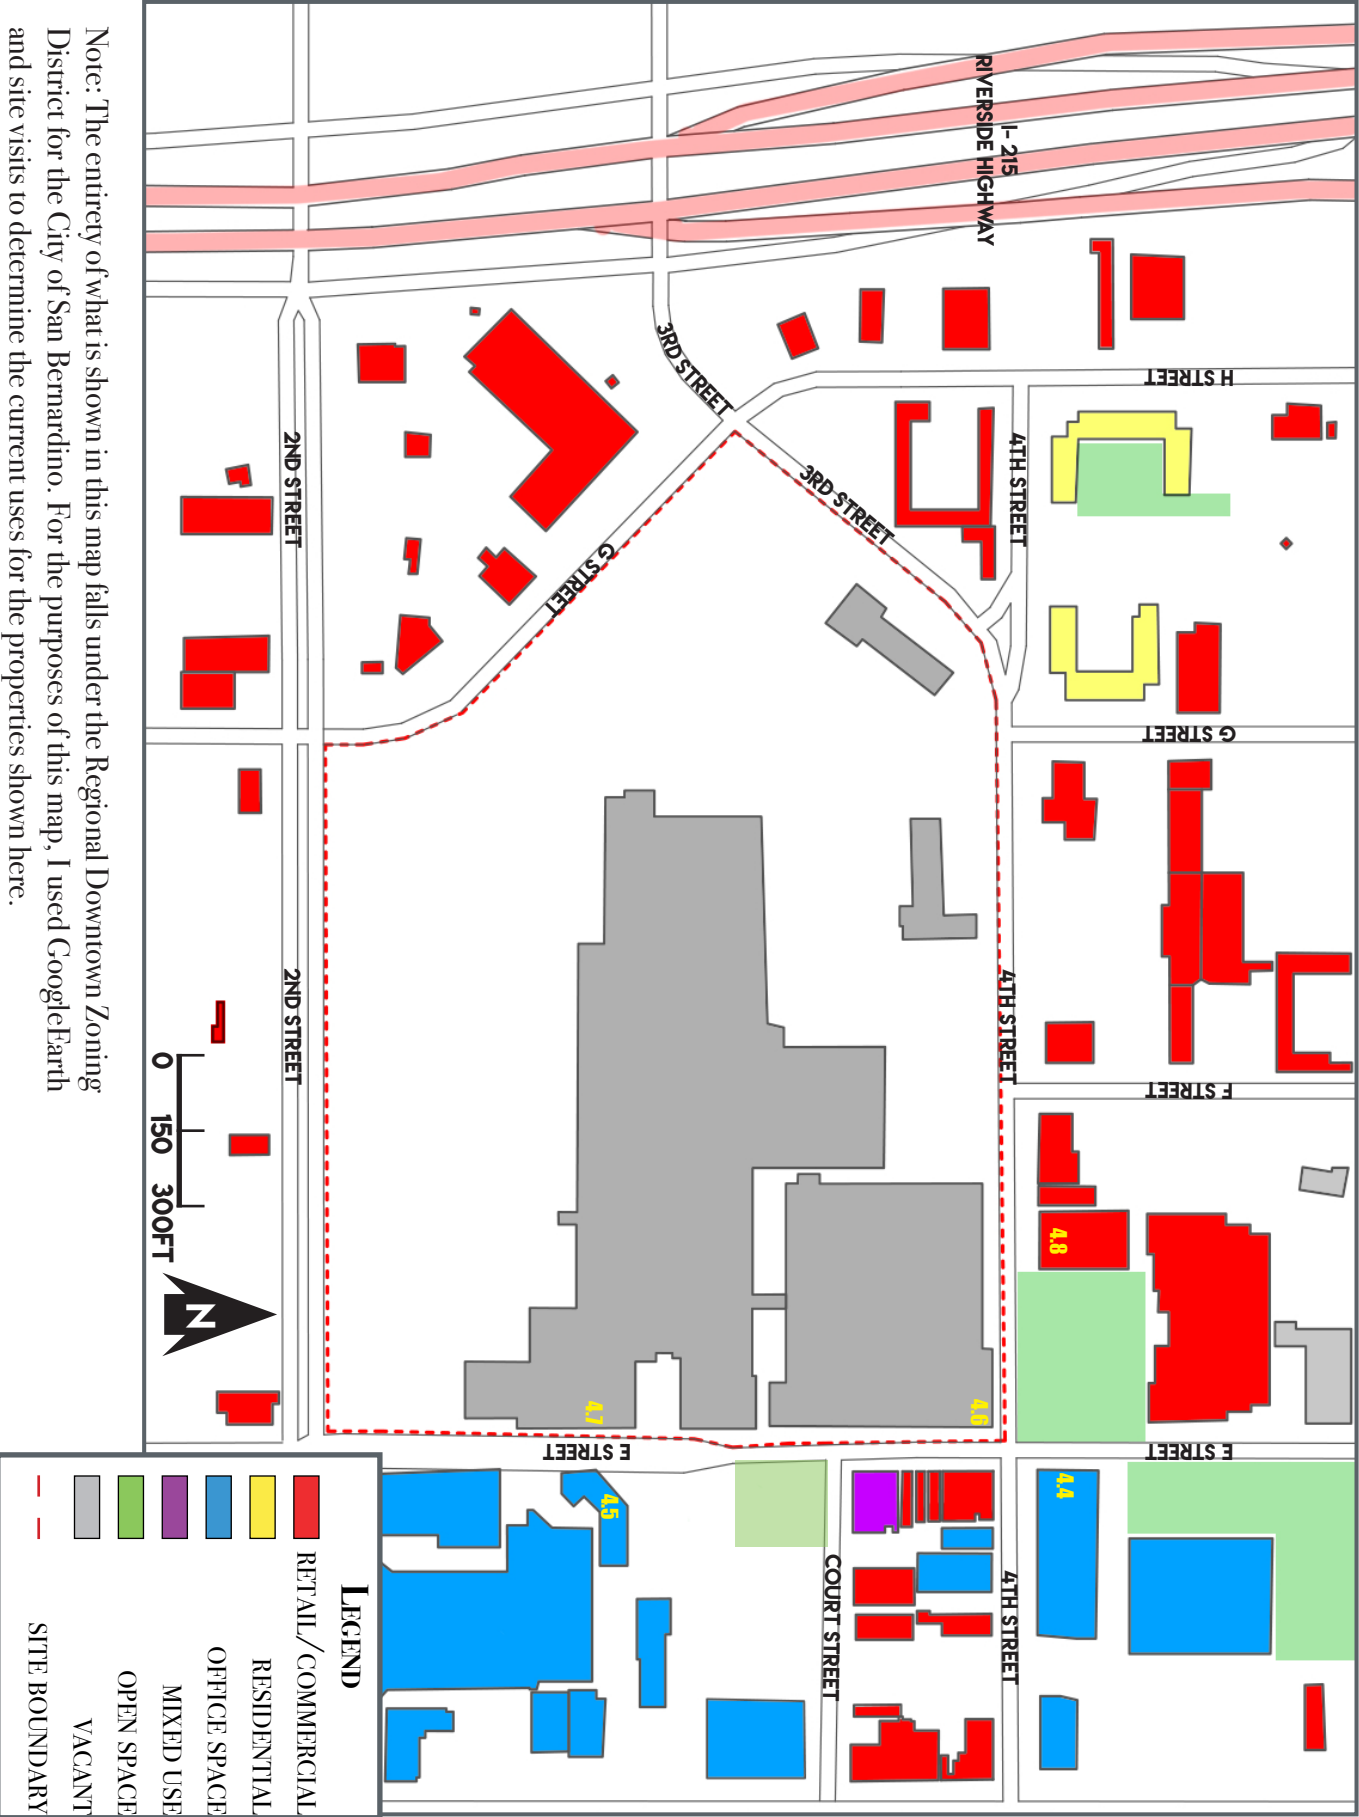 I- 215
RIVERSIDE HIGHWAY
H STREET
G STREET
F STREET
E STREET
4TH STREET
4TH STREET
4TH STREET
3RD STREET
3RD STREET
G STREET
E STREET
COURT STREET
2ND STREET
2ND STREET
4.8
4.6
4.4
4.7
4.5
0 150 300FT
N
LEGEND
RETAIL/COMMERCIAL
RESIDENTIAL
OFFICE SPACE
MIXED USE
OPEN SPACE
VACANT
SITE BOUNDARY
Note: The entirety of what is shown in this map falls under the Regional Downtown Zoning
District for the City of San Bernardino. For the purposes of this map, I used GoogleEarth
and site visits to determine the current uses for the properties shown here.